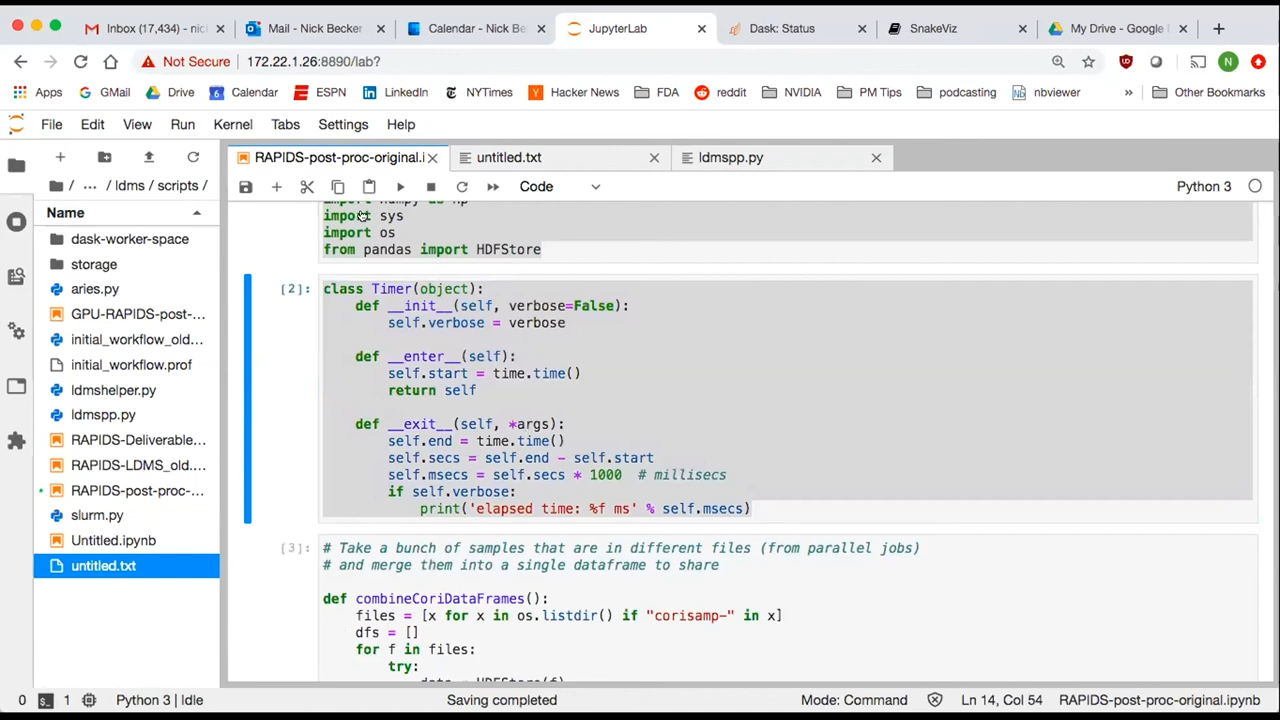 Inbox (17,434) - nic
Mail - Nick Becker
Calendar - Nick Be
JupyterLab
Dask: Status
SnakeViz
My Drive - Google
Not Secure
172.22.1.26:8890/lab?
N
Apps
GMail
Drive
Calendar
ESPN
LinkedIn
NYTimes
Hacker News
FDA
reddit
NVIDIA
PM Tips
podcasting
nbviewer
»
Other Bookmarks
File Edit View Run Kernel Tabs Settings Help
RAPIDS-post-proc-original.i
untitled.txt
ldmspp.py
Code
Python 3
/ ... / ldms / scripts /
Name
dask-worker-space
storage
aries.py
GPU-RAPIDS-post-...
initial_workflow_old...
initial_workflow.prof
ldmshelper.py
ldmspp.py
RAPIDS-Deliverable...
RAPIDS-LDMS_old....
RAPIDS-post-proc-...
slurm.py
Untitled.ipynb
untitled.txt
import numpy as np
import sys
import os
from pandas import HDFStore
[2]: class Timer(object):
def __init__(self, verbose=False):
self.verbose = verbose
def __enter__(self):
self.start = time.time()
return self
def __exit__(self, *args):
self.end = time.time()
self.secs = self.end - self.start
self.msecs = self.secs * 1000  # millisecs
if self.verbose:
print('elapsed time: %f ms' % self.msecs)
[3]: # Take a bunch of samples that are in different files (from parallel jobs)
# and merge them into a single dataframe to share
def combineCoriDataFrames():
files = [x for x in os.listdir() if "corisamp-" in x]
dfs = []
for f in files:
try:
data = HDFStore(f)
0
1
Python 3 | Idle
Saving completed
Mode: Command
Ln 14, Col 54
RAPIDS-post-proc-original.ipynb